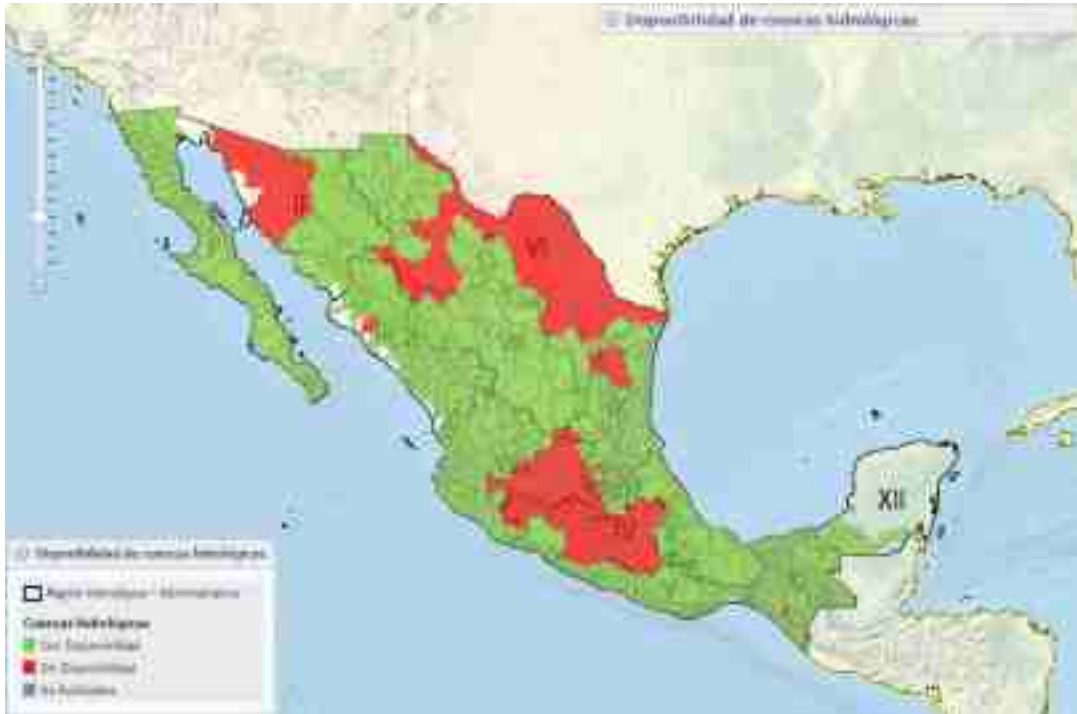 Disponibilidad de cuencas hidrológicas
II
VI
IV
XII
Disponibilidad de cuencas hidrológicas
Región Hidrológico - Administrativa
Cuencas hidrológicas
Con Disponibilidad
Sin Disponibilidad